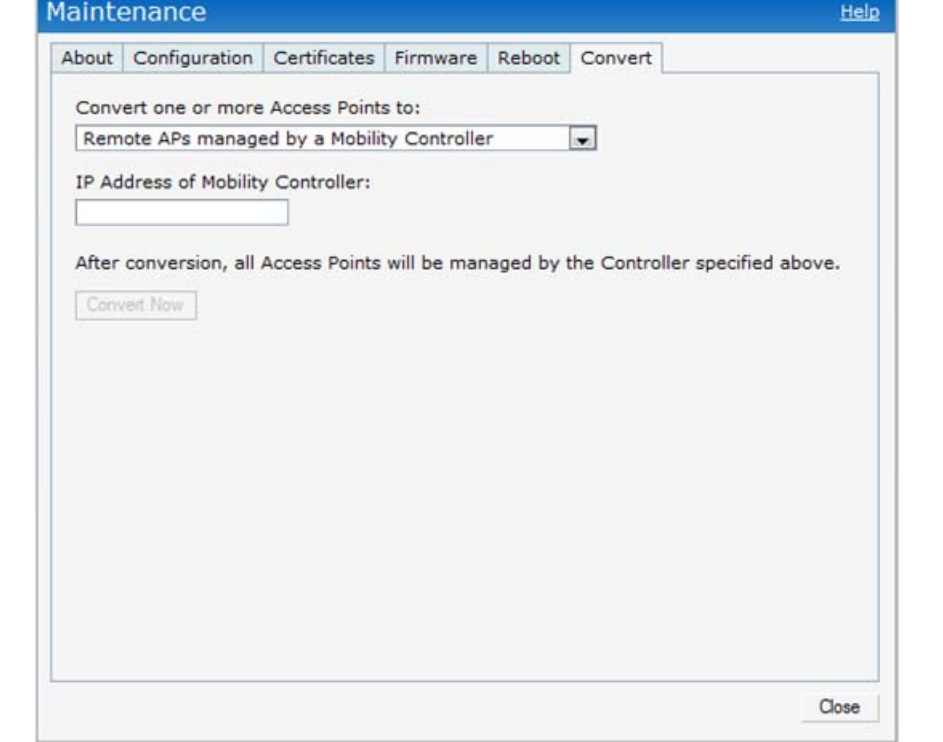 Maintenance Help
About Configuration Certificates Firmware Reboot Convert
Convert one or more Access Points to:
Remote APs managed by a Mobility Controller
IP Address of Mobility Controller:
After conversion, all Access Points will be managed by the Controller specified above.
Convert Now
Close